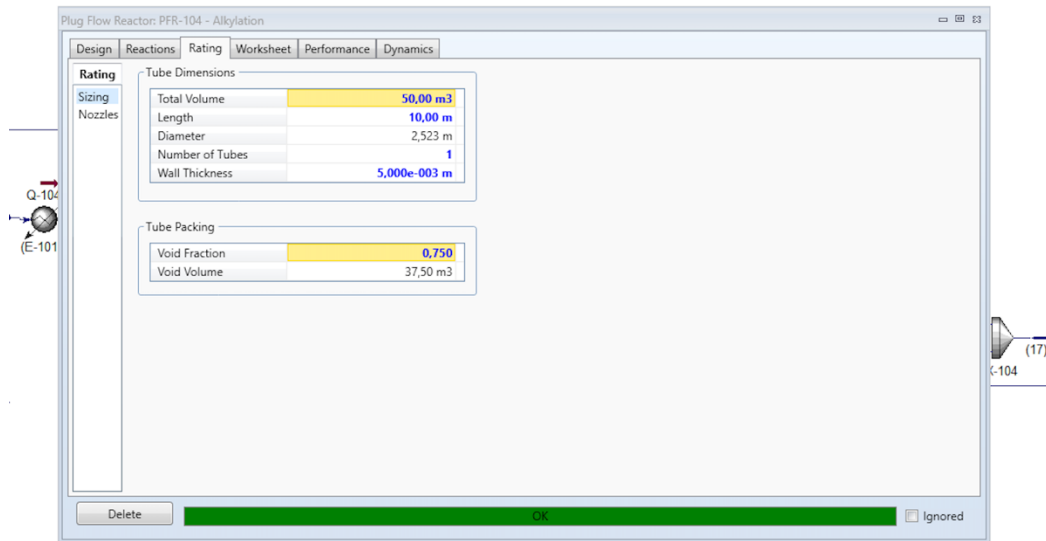 Plug Flow Reactor: PFR-104 - Alkylation
Design Reactions Rating Worksheet Performance Dynamics
Rating
Sizing
Nozzles
Tube Dimensions
Total Volume 50,00 m3
Length 10,00 m
Diameter 2,523 m
Number of Tubes 1
Wall Thickness 5,000e-003 m
Tube Packing
Void Fraction 0,750
Void Volume 37,50 m3
Q-104
(E-101
(17)
-104
Delete OK Ignored